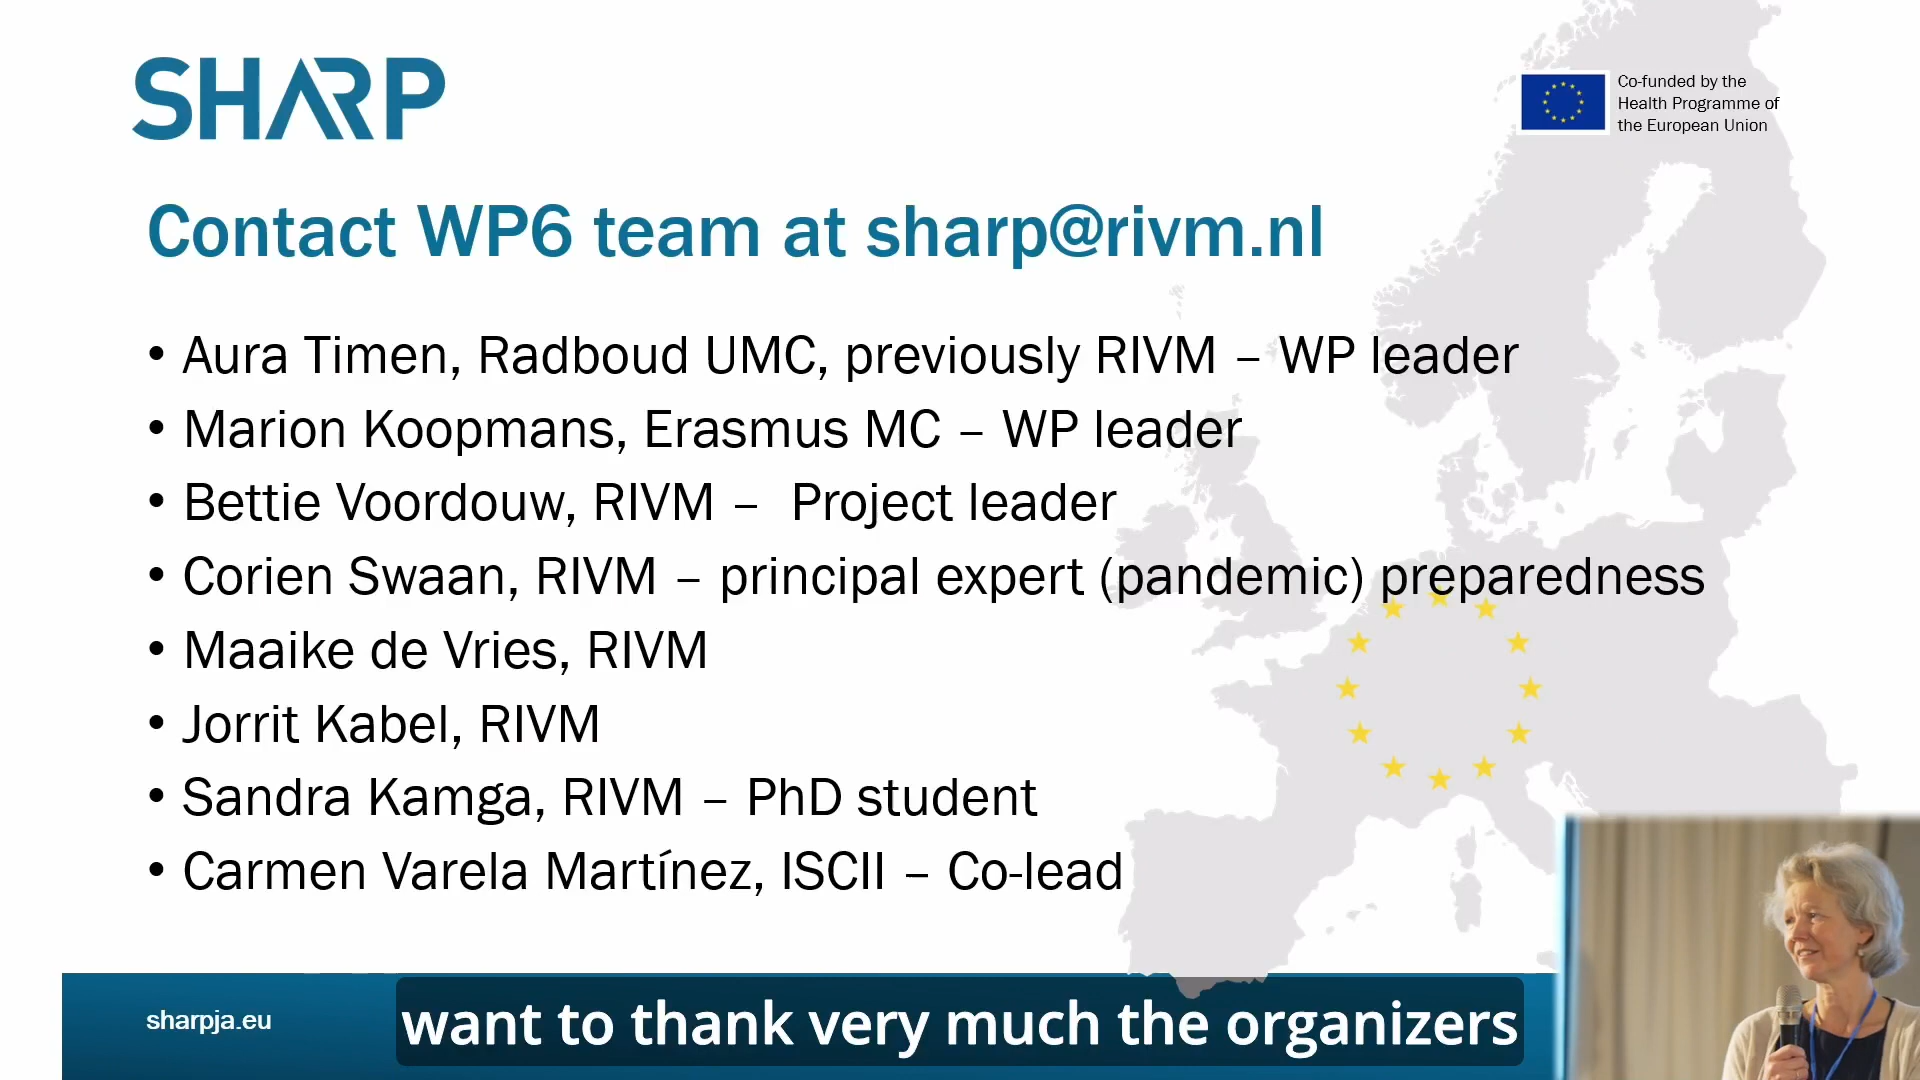 SHARP
Co-funded by the
Health Programme of
the European Union
Contact WP6 team at sharp@rivm.nl
• Aura Timen, Radboud UMC, previously RIVM – WP leader
• Marion Koopmans, Erasmus MC – WP leader
• Bettie Voordouw, RIVM –  Project leader
• Corien Swaan, RIVM – principal expert (pandemic) preparedness
• Maaike de Vries, RIVM
• Jorrit Kabel, RIVM
• Sandra Kamga, RIVM – PhD student
• Carmen Varela Martínez, ISCII – Co-lead
sharpja.eu
want to thank very much the organizers